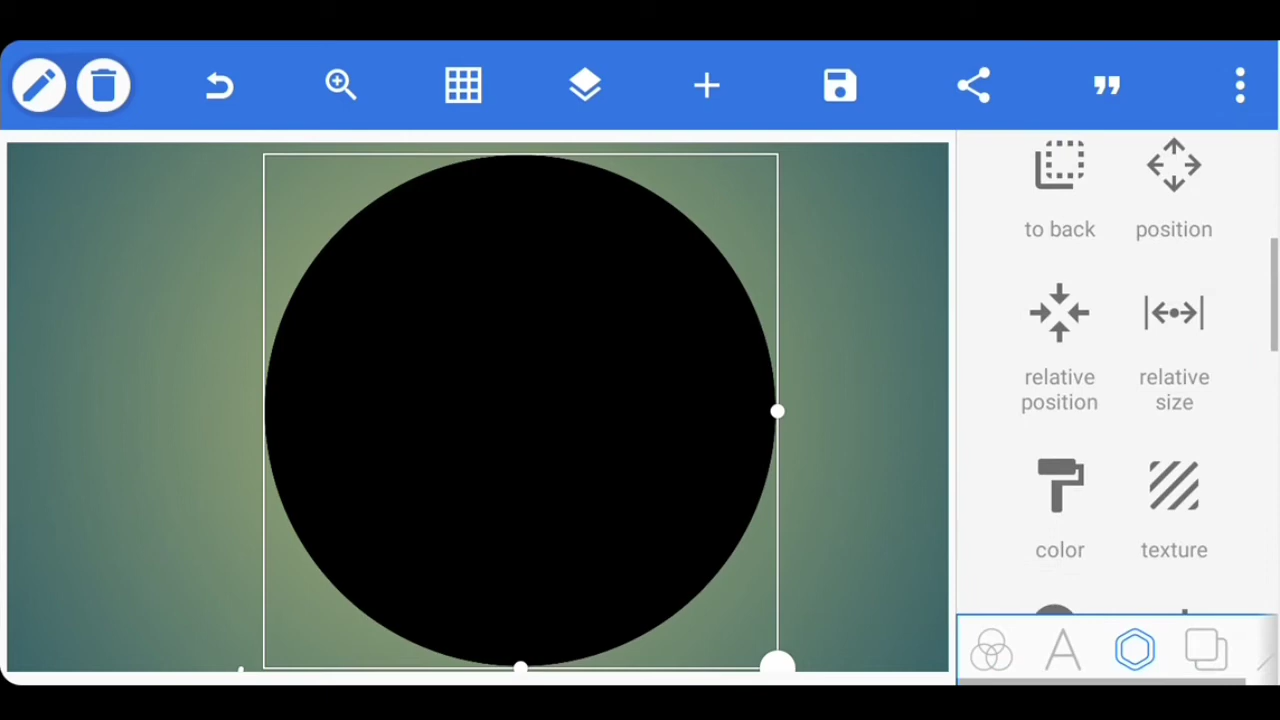 to back
position
relative
position
relative
size
color
texture